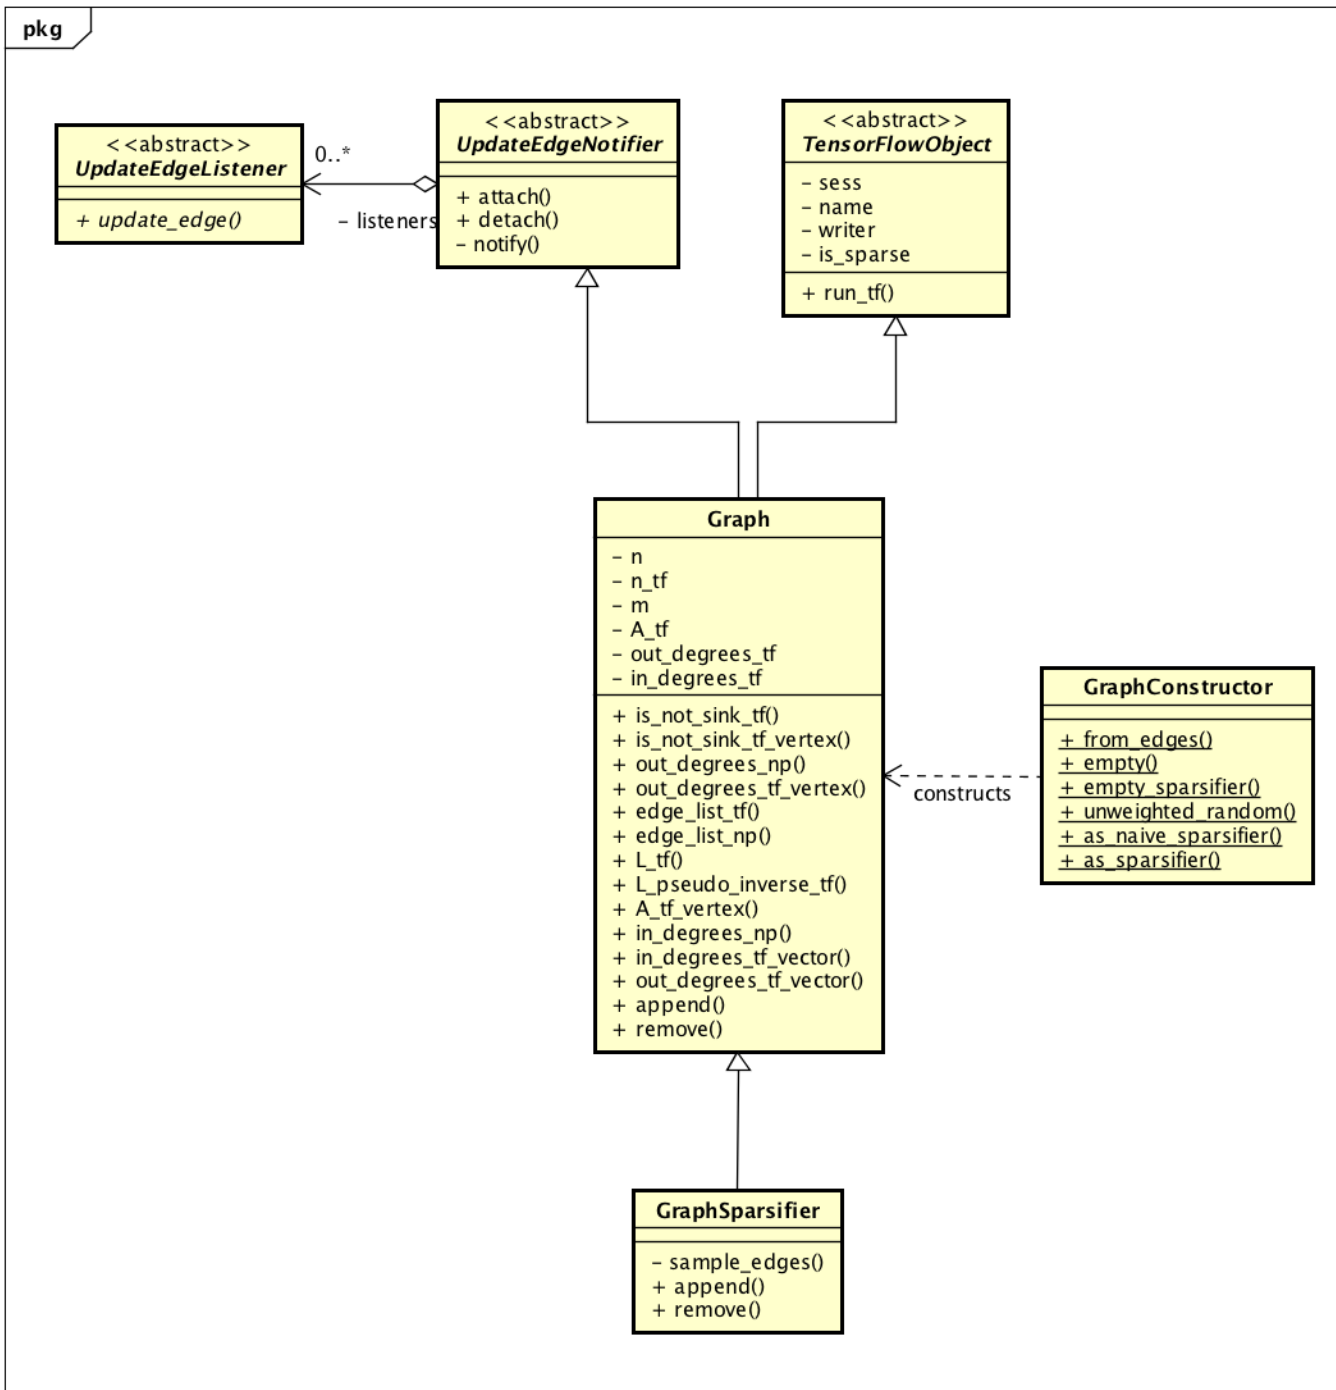 pkg
<<abstract>>
UpdateEdgeListener
+ update_edge()
0..*
– listeners
<<abstract>>
UpdateEdgeNotifier
+ attach()
+ detach()
– notify()
<<abstract>>
TensorFlowObject
– sess
– name
– writer
– is_sparse
+ run_tf()
Graph
– n
– n_tf
– m
– A_tf
– out_degrees_tf
– in_degrees_tf
+ is_not_sink_tf()
+ is_not_sink_tf_vertex()
+ out_degrees_np()
+ out_degrees_tf_vertex()
+ edge_list_tf()
+ edge_list_np()
+ L_tf()
+ L_pseudo_inverse_tf()
+ A_tf_vertex()
+ in_degrees_np()
+ in_degrees_tf_vector()
+ out_degrees_tf_vector()
+ append()
+ remove()
constructs
GraphConstructor
+ from_edges()
+ empty()
+ empty_sparsifier()
+ unweighted_random()
+ as_naive_sparsifier()
+ as_sparsifier()
GraphSparsifier
– sample_edges()
+ append()
+ remove()